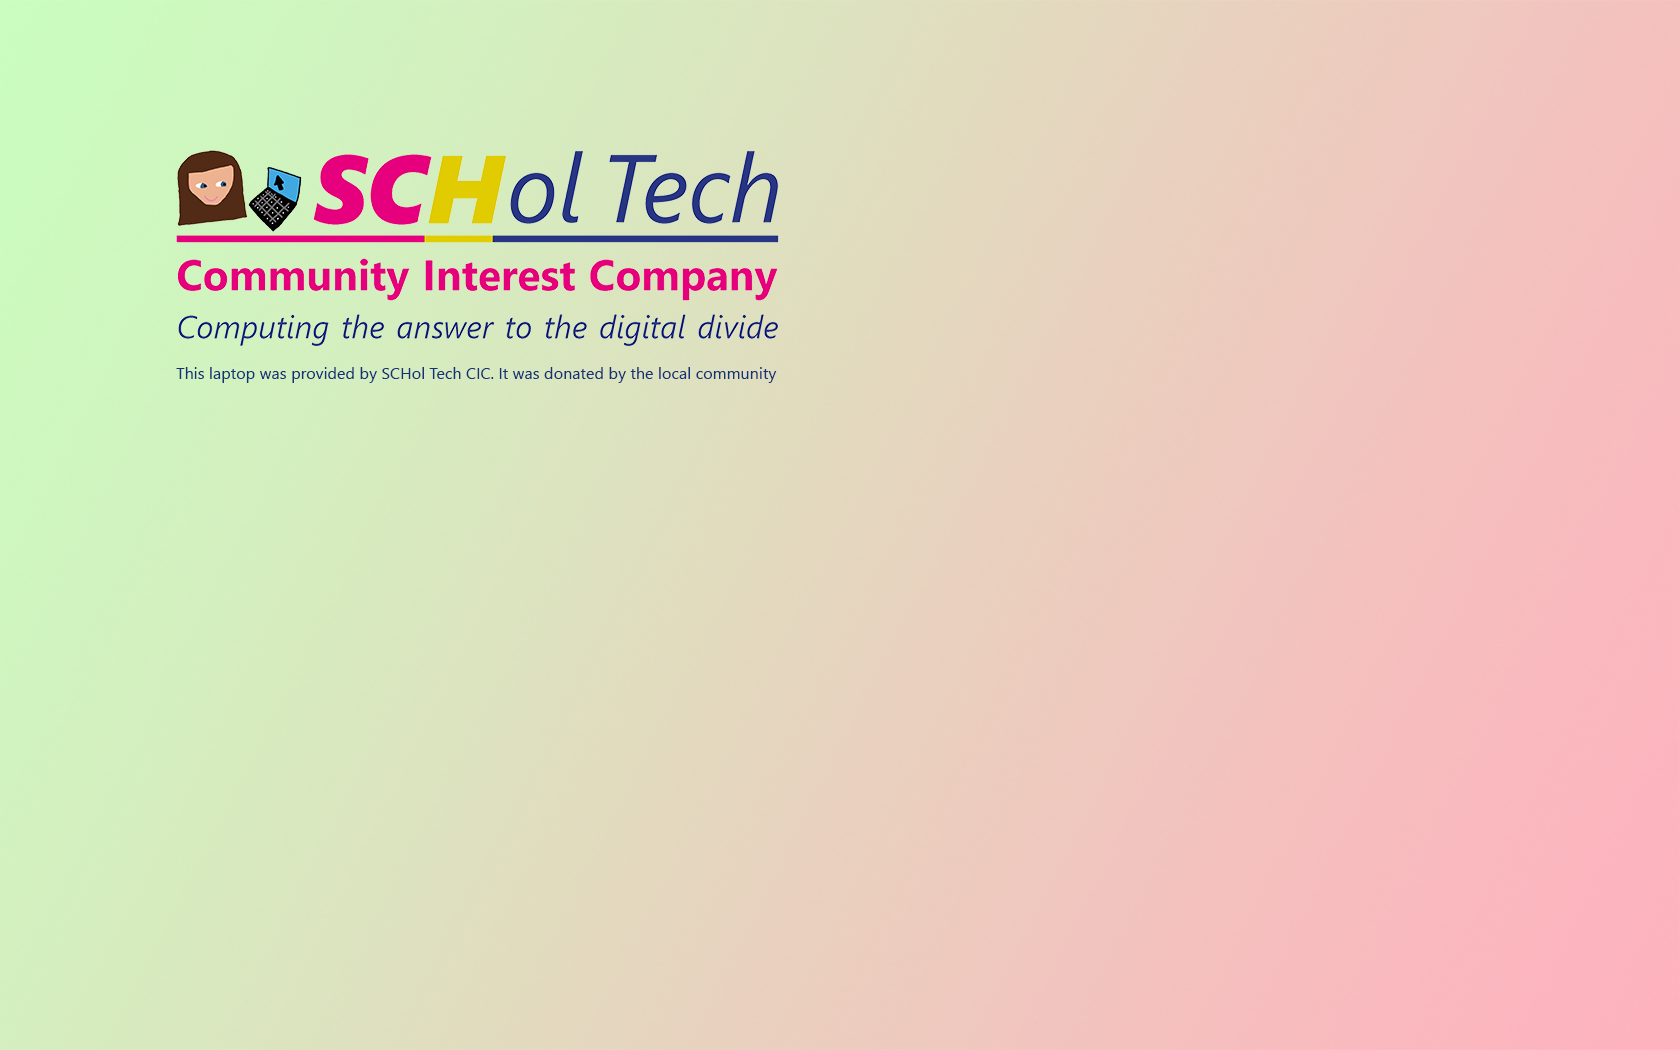 SCHol Tech
Community Interest Company
Computing the answer to the digital divide
This laptop was provided by SCHol Tech CIC. It was donated by the local community